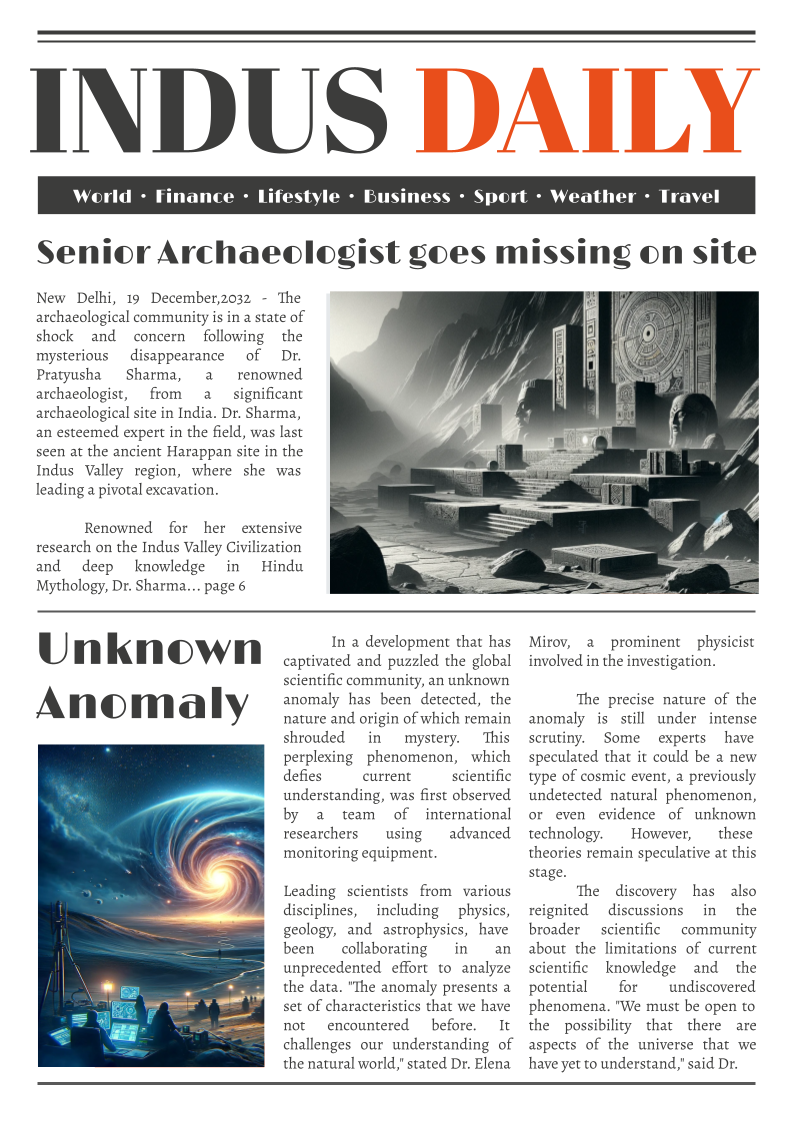 INDUS DAILY
World • Finance • Lifestyle • Business • Sport • Weather • Travel
Senior Archaeologist goes missing on site
New Delhi, 19 December,2032 - The
archaeological community is in a state of
shock and concern following the
mysterious disappearance of Dr.
Pratyusha Sharma, a renowned
archaeologist, from a significant
archaeological site in India. Dr. Sharma,
an esteemed expert in the field, was last
seen at the ancient Harappan site in the
Indus Valley region, where she was
leading a pivotal excavation.
Renowned for her extensive
research on the Indus Valley Civilization
and deep knowledge in Hindu
Mythology, Dr. Sharma... page 6
Unknown
Anomaly
In a development that has
captivated and puzzled the global
scientific community, an unknown
anomaly has been detected, the
nature and origin of which remain
shrouded in mystery. This
perplexing phenomenon, which
defies current scientific
understanding, was first observed
by a team of international
researchers using advanced
monitoring equipment.
Leading scientists from various
disciplines, including physics,
geology, and astrophysics, have
been collaborating in an
unprecedented effort to analyze
the data. "The anomaly presents a
set of characteristics that we have
not encountered before. It
challenges our understanding of
the natural world," stated Dr. Elena
Mirov, a prominent physicist
involved in the investigation.
The precise nature of the
anomaly is still under intense
scrutiny. Some experts have
speculated that it could be a new
type of cosmic event, a previously
undetected natural phenomenon,
or even evidence of unknown
technology. However, these
theories remain speculative at this
stage.
The discovery has also
reignited discussions in the
broader scientific community
about the limitations of current
scientific knowledge and the
potential for undiscovered
phenomena. "We must be open to
the possibility that there are
aspects of the universe that we
have yet to understand," said Dr.